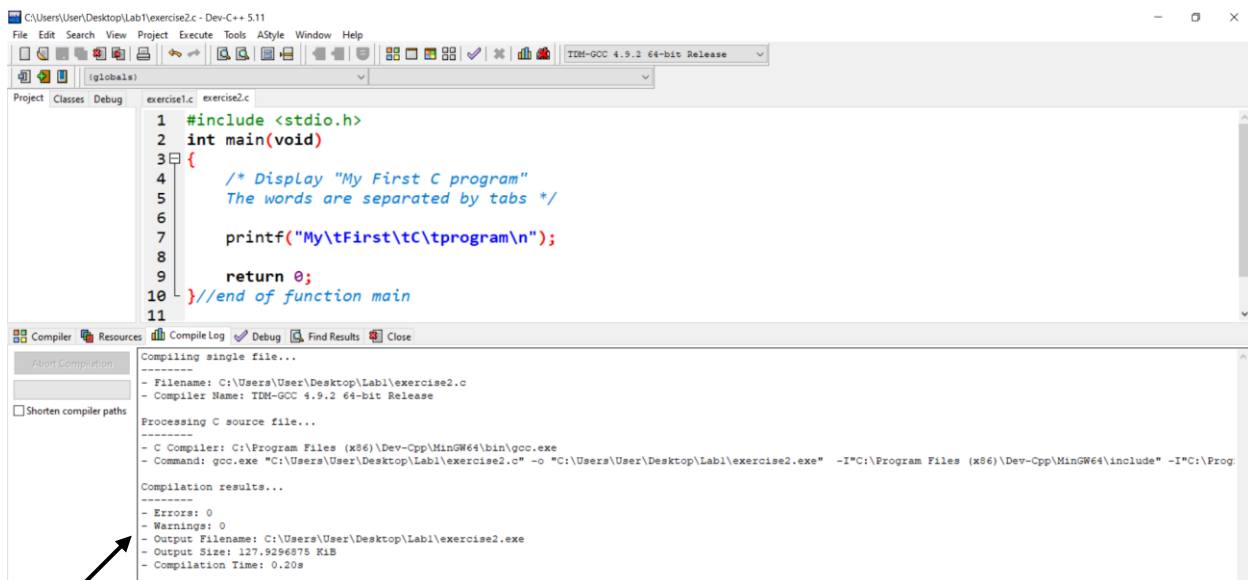 C:\Users\User\Desktop\Lab1\exercise2.c - Dev-C++ 5.11
File Edit Search View Project Execute Tools AStyle Window Help
TDM-GCC 4.9.2 64-bit Release
(globals)
Project Classes Debug exercise1.c exercise2.c
1 #include <stdio.h>
2 int main(void)
3 {
4 /* Display "My First C program"
5 The words are separated by tabs */
6
7 printf("My\tFirst\tC\tprogram\n");
8
9 return 0;
10 }//end of function main
11
Compiler Resources Compile Log Debug Find Results Close
Abort Compilation
Shorten compiler paths
Compiling single file...
--------
- Filename: C:\Users\User\Desktop\Lab1\exercise2.c
- Compiler Name: TDM-GCC 4.9.2 64-bit Release
Processing C source file...
--------
- C Compiler: C:\Program Files (x86)\Dev-Cpp\MinGW64\bin\gcc.exe
- Command: gcc.exe "C:\Users\User\Desktop\Lab1\exercise2.c" -o "C:\Users\User\Desktop\Lab1\exercise2.exe" -I"C:\Program Files (x86)\Dev-Cpp\MinGW64\include" -I"C:\Prog
Compilation results...
--------
- Errors: 0
- Warnings: 0
- Output Filename: C:\Users\User\Desktop\Lab1\exercise2.exe
- Output Size: 127.9296875 KiB
- Compilation Time: 0.20s